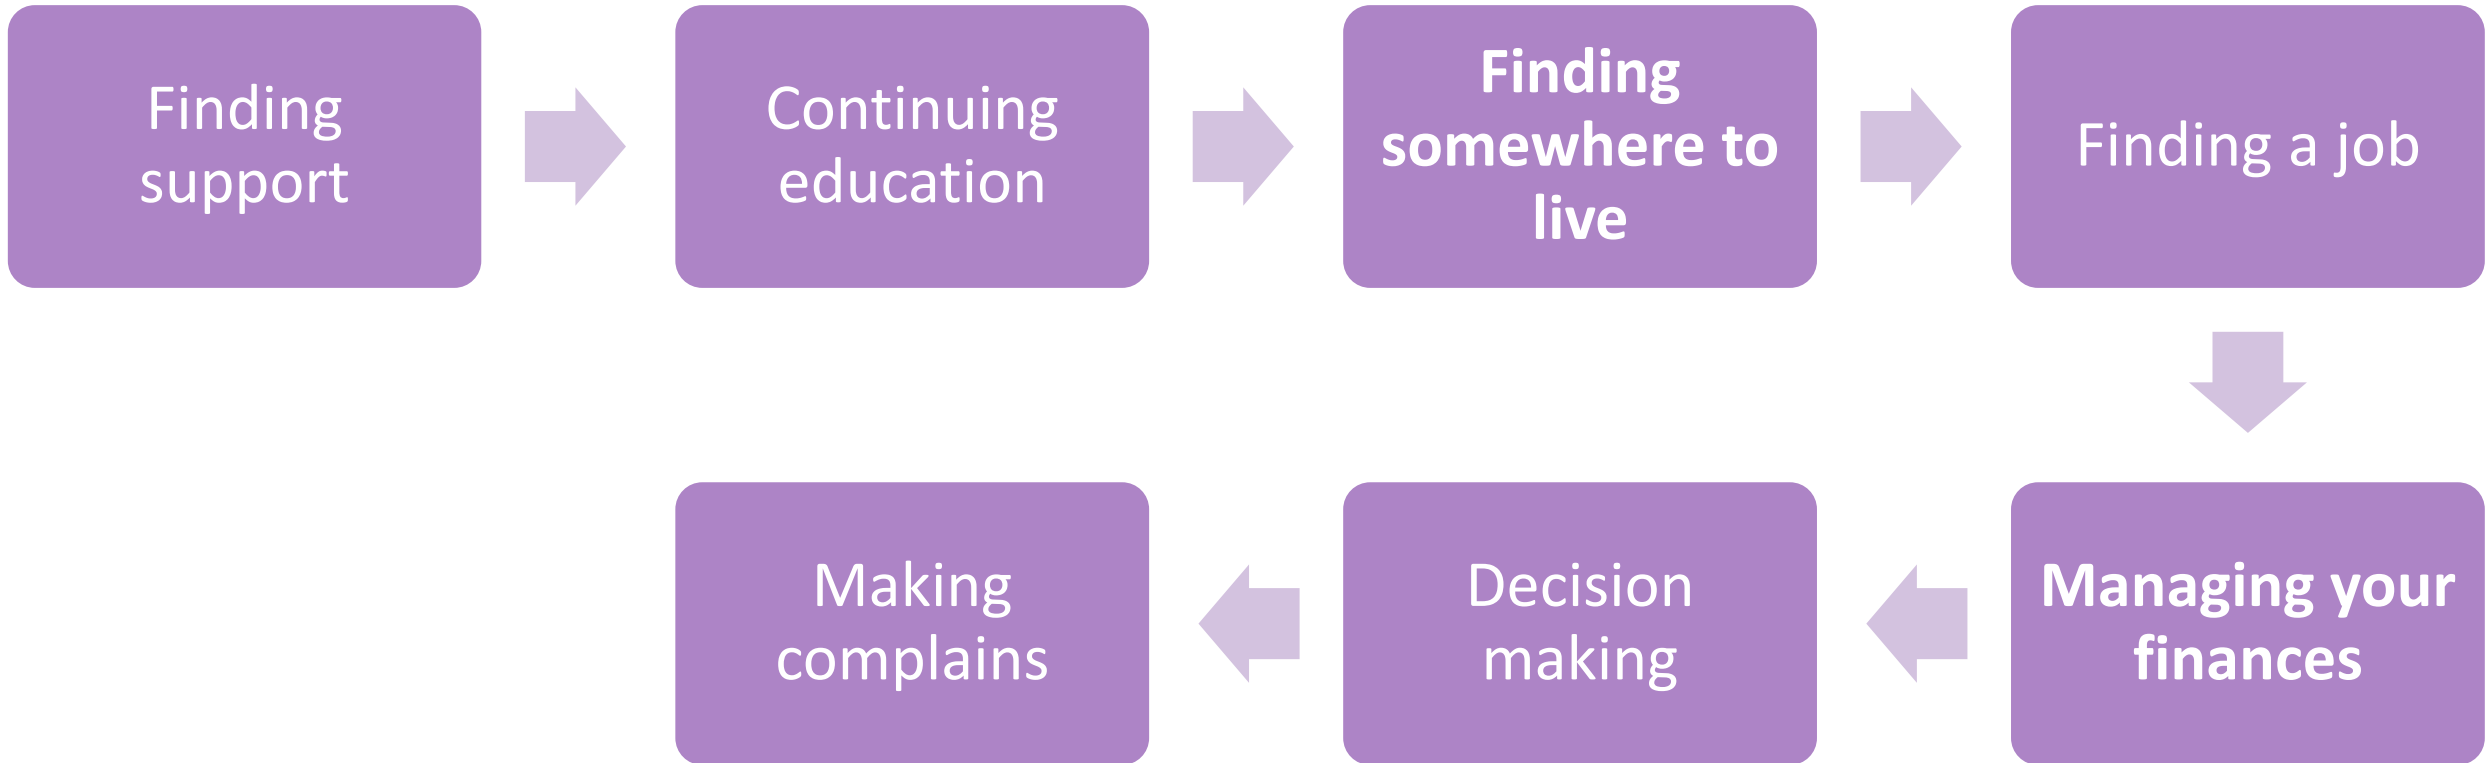 Finding
support
Continuing
education
Finding
somewhere to
live
Finding a job
Managing your
finances
Decision
making
Making
complains